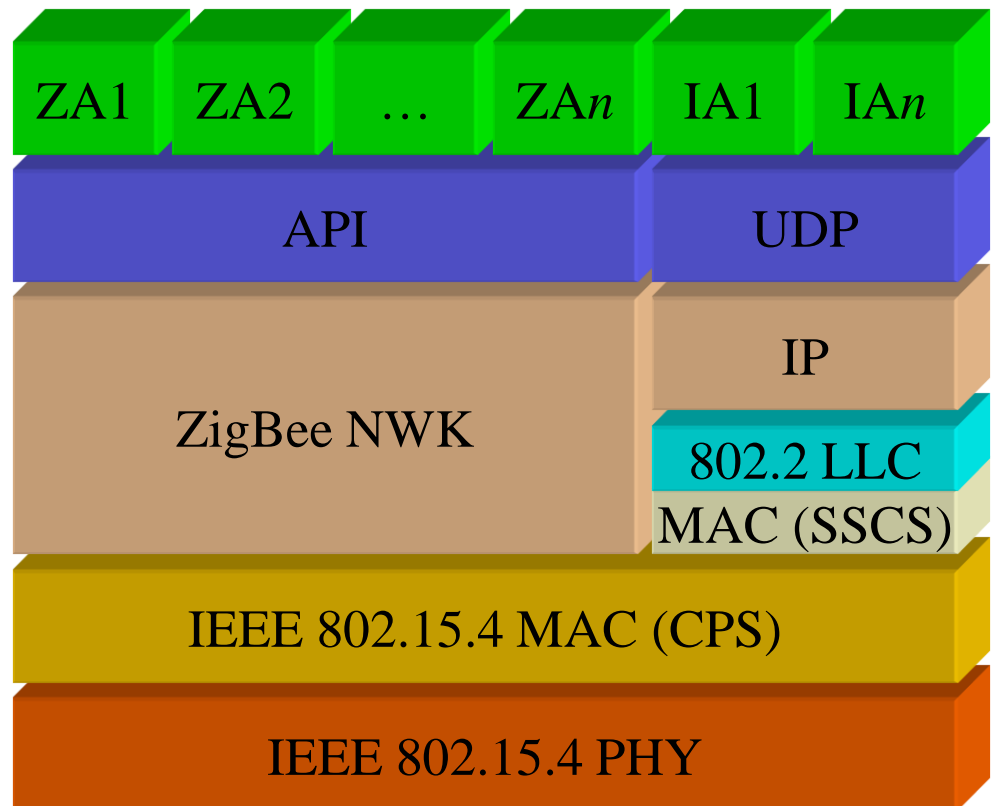 ZA1 ZA2 … ZAn IA1 IAn
API UDP
IP
ZigBee NWK
802.2 LLC
MAC (SSCS)
IEEE 802.15.4 MAC (CPS)
IEEE 802.15.4 PHY